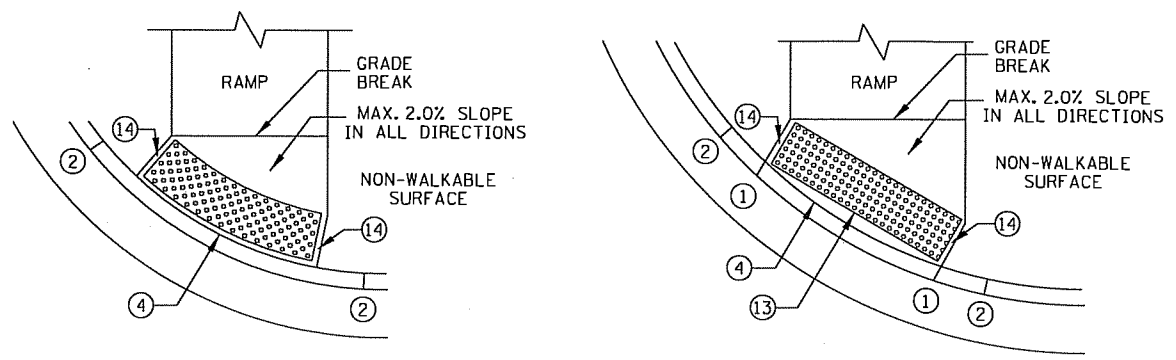 RAMP
GRADE
BREAK
MAX. 2.0% SLOPE
IN ALL DIRECTIONS
14
2
NON-WALKABLE
SURFACE
14
4
2
RAMP
GRADE
BREAK
MAX. 2.0% SLOPE
IN ALL DIRECTIONS
14
2
NON-WALKABLE
SURFACE
1
14
4
13
1
2